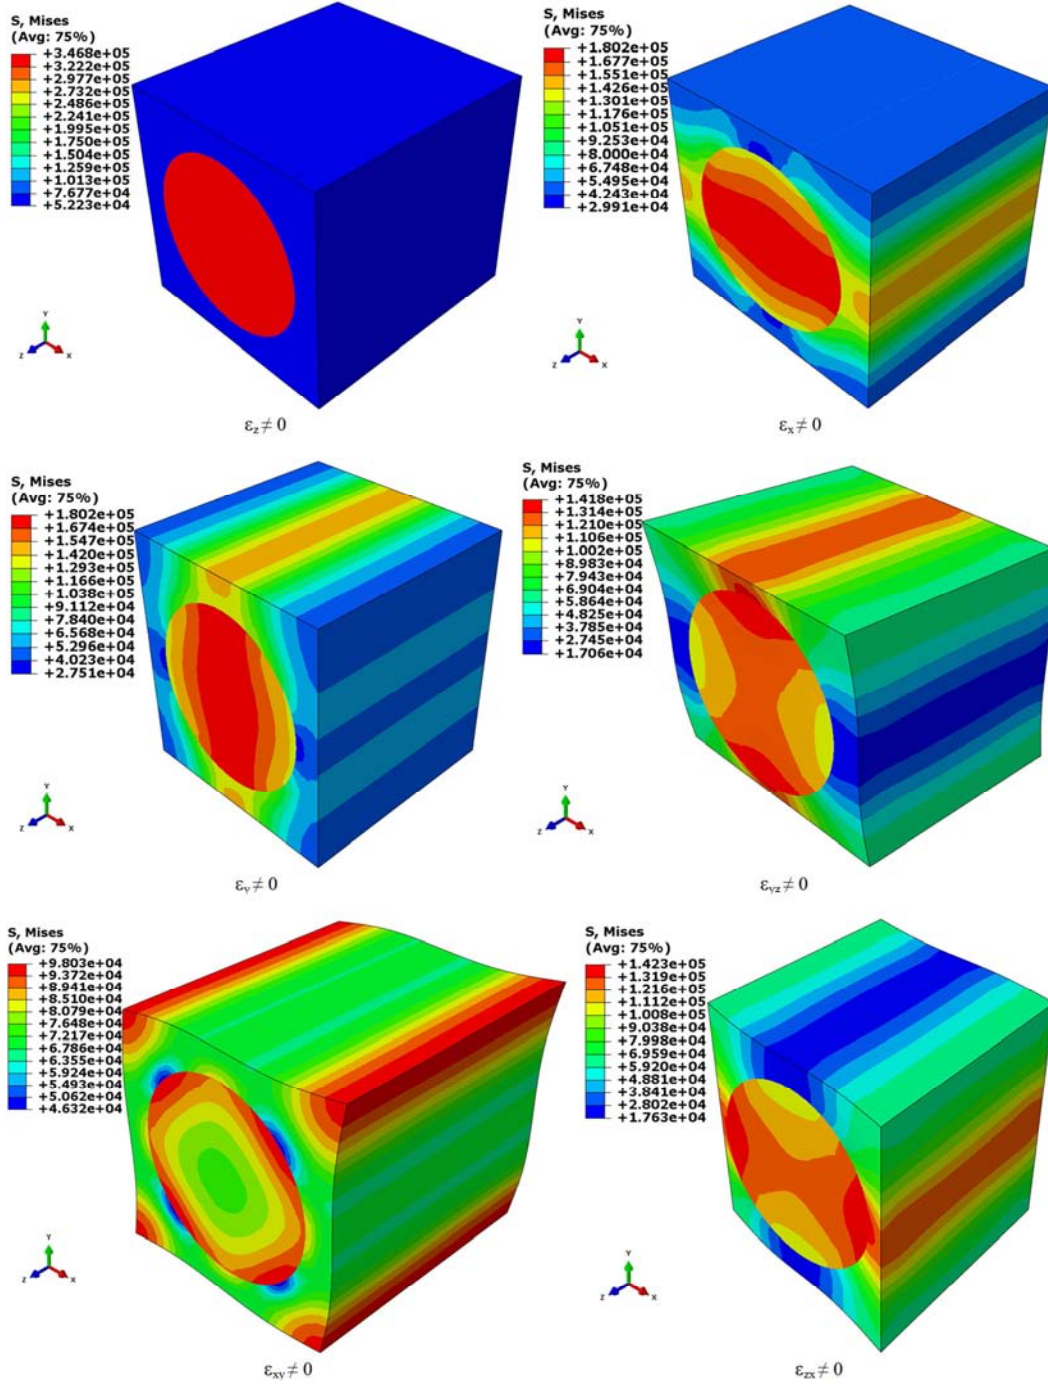 S, Mises
(Avg: 75%)
+3.468e+05
+3.222e+05
+2.977e+05
+2.732e+05
+2.486e+05
+2.241e+05
+1.995e+05
+1.750e+05
+1.504e+05
+1.259e+05
+1.013e+05
+7.677e+04
+5.223e+04
Y
Z
X
ε_z ≠ 0
S, Mises
(Avg: 75%)
+1.802e+05
+1.677e+05
+1.551e+05
+1.426e+05
+1.301e+05
+1.176e+05
+1.051e+05
+9.253e+04
+8.000e+04
+6.748e+04
+5.495e+04
+4.243e+04
+2.991e+04
Y
Z
X
ε_x ≠ 0
S, Mises
(Avg: 75%)
+1.802e+05
+1.674e+05
+1.547e+05
+1.420e+05
+1.293e+05
+1.166e+05
+1.038e+05
+9.112e+04
+7.840e+04
+6.568e+04
+5.296e+04
+4.023e+04
+2.751e+04
Y
Z
X
ε_y ≠ 0
S, Mises
(Avg: 75%)
+1.418e+05
+1.314e+05
+1.210e+05
+1.106e+05
+1.002e+05
+8.983e+04
+7.943e+04
+6.904e+04
+5.864e+04
+4.825e+04
+3.785e+04
+2.745e+04
+1.706e+04
Y
Z
X
ε_yz ≠ 0
S, Mises
(Avg: 75%)
+9.803e+04
+9.372e+04
+8.941e+04
+8.510e+04
+8.079e+04
+7.648e+04
+7.217e+04
+6.786e+04
+6.355e+04
+5.924e+04
+5.493e+04
+5.062e+04
+4.632e+04
Y
Z
X
ε_xy ≠ 0
S, Mises
(Avg: 75%)
+1.423e+05
+1.319e+05
+1.216e+05
+1.112e+05
+1.008e+05
+9.038e+04
+7.998e+04
+6.959e+04
+5.920e+04
+4.881e+04
+3.841e+04
+2.802e+04
+1.763e+04
Y
Z
X
ε_zx ≠ 0